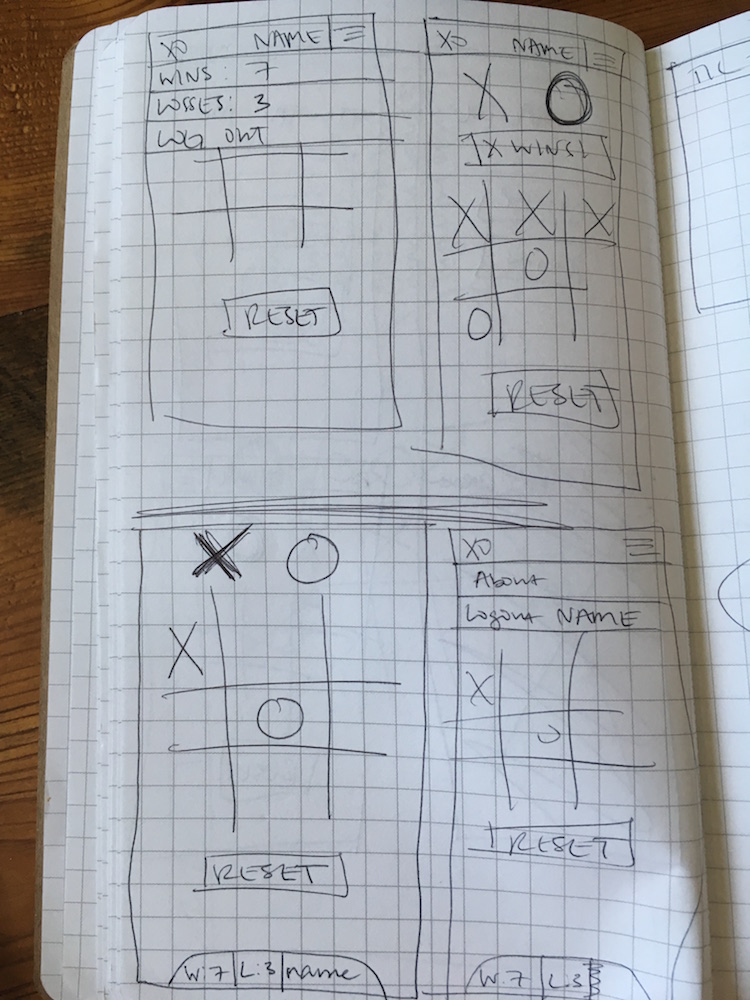 XO NAME
WINS: 7
LOSSES: 3
LOG OUT
RESET
XO NAME
X O
X WINS!
X X X
O
O
RESET
X O
X
O
RESET
W:7 L:3 name
XO
About
Logout NAME
X
O
RESET
W:7 L:3